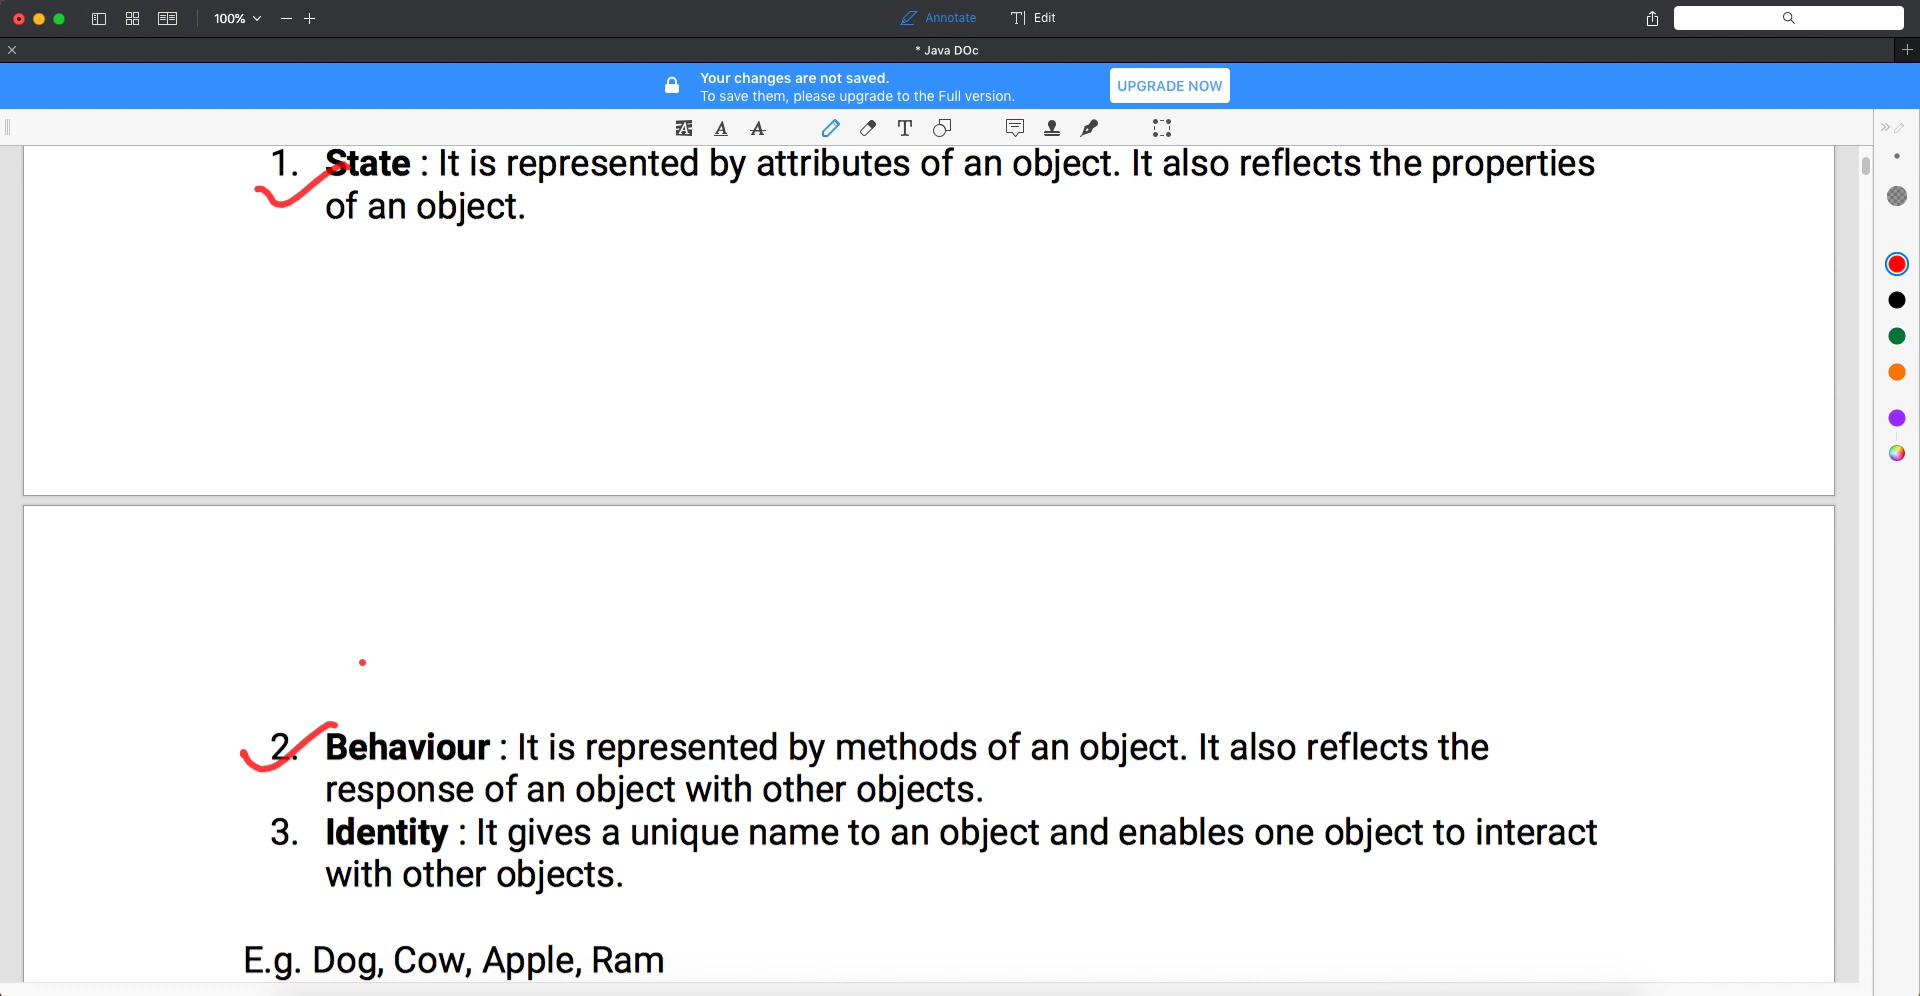 100%
Annotate
Edit
* Java DOc
Your changes are not saved.
To save them, please upgrade to the Full version.
UPGRADE NOW
1. State : It is represented by attributes of an object. It also reflects the properties
of an object.
2. Behaviour : It is represented by methods of an object. It also reflects the
response of an object with other objects.
3. Identity : It gives a unique name to an object and enables one object to interact
with other objects.
E.g. Dog, Cow, Apple, Ram